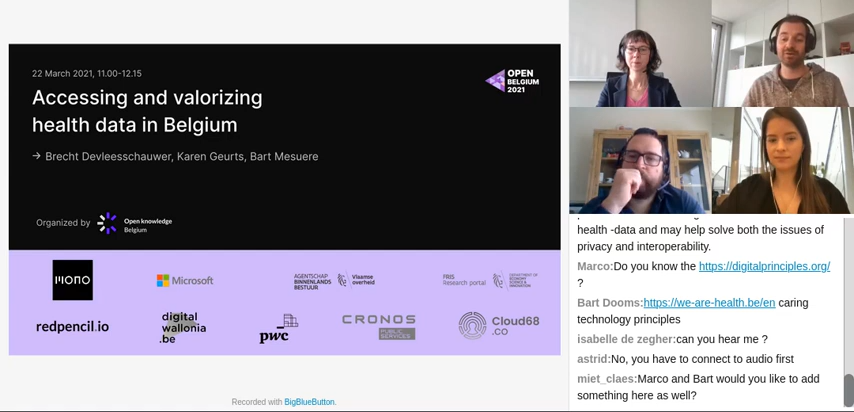 22 March 2021, 11.00-12.15
Accessing and valorizing
health data in Belgium
→ Brecht Devleesschauwer, Karen Geurts, Bart Mesuere
OPEN
BELGIUM
2021
Organized by
Open knowledge
Belgium
MONO
Microsoft
AGENTSCHAP
BINNENLANDS
BESTUUR
Vlaamse
overheid
FRIS
Research portal
DEPARTMENT OF
ECONOMY
SCIENCE &
INNOVATION
redpencil.io
digital
wallonia
.be
pwc
CRONOS
PUBLIC
SERVICES
Cloud68
.CO
Recorded with BigBlueButton.
health -data and may help solve both the issues of
privacy and interoperability.
Marco:Do you know the https://digitalprinciples.org/
?
Bart Dooms:https://we-are-health.be/en caring
technology principles
isabelle de zegher:can you hear me ?
astrid:No, you have to connect to audio first
miet_claes:Marco and Bart would you like to add
something here as well?